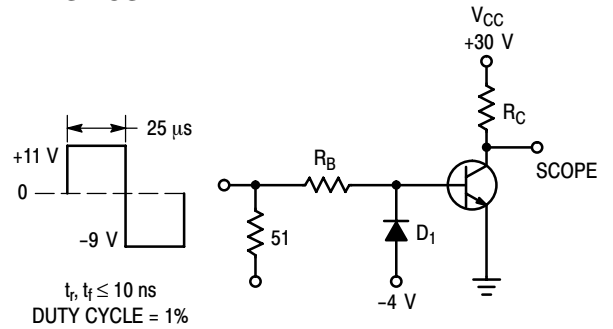 V_CC
+30 V
R_C
SCOPE
25 μs
+11 V
0
−9 V
t_r, t_f ≤ 10 ns
DUTY CYCLE = 1%
R_B
51
D_1
−4 V